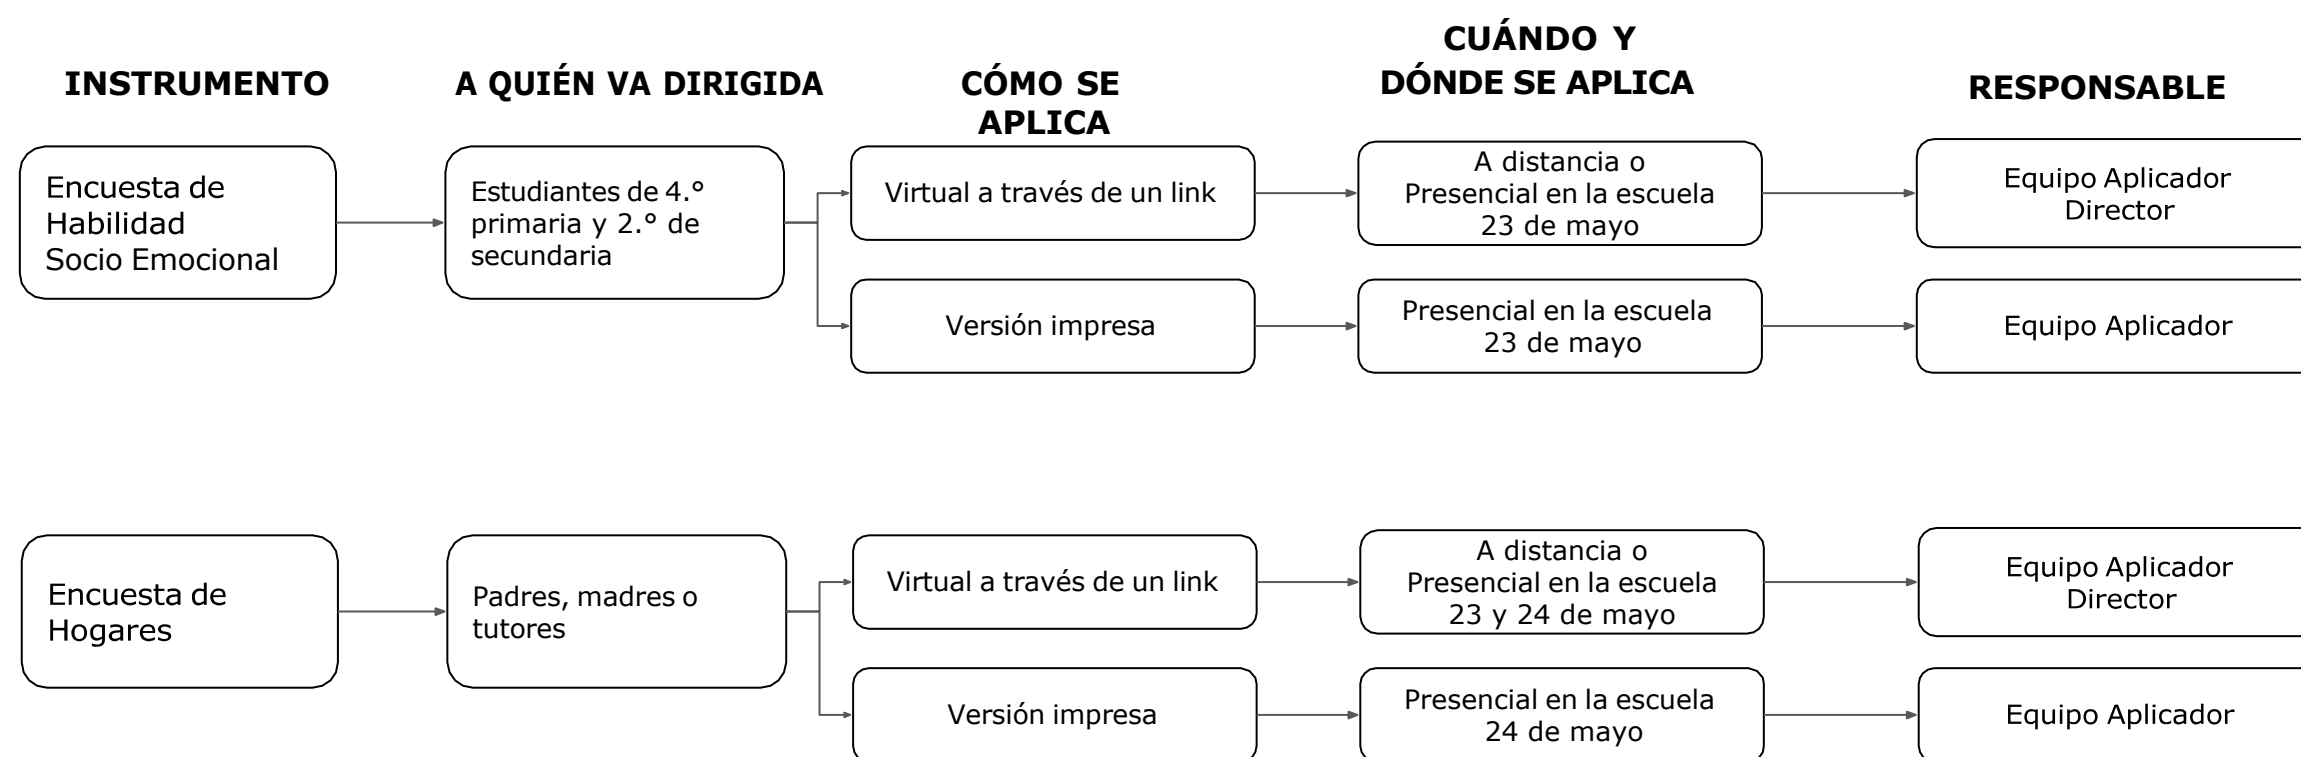 INSTRUMENTO
A QUIÉN VA DIRIGIDA
CÓMO SE
APLICA
CUÁNDO Y
DÓNDE SE APLICA
RESPONSABLE
Encuesta de
Habilidad
Socio Emocional
Estudiantes de 4.°
primaria y 2.° de
secundaria
Virtual a través de un link
A distancia o
Presencial en la escuela
23 de mayo
Equipo Aplicador
Director
Versión impresa
Presencial en la escuela
23 de mayo
Equipo Aplicador
Encuesta de
Hogares
Padres, madres o
tutores
Virtual a través de un link
A distancia o
Presencial en la escuela
23 y 24 de mayo
Equipo Aplicador
Director
Versión impresa
Presencial en la escuela
24 de mayo
Equipo Aplicador